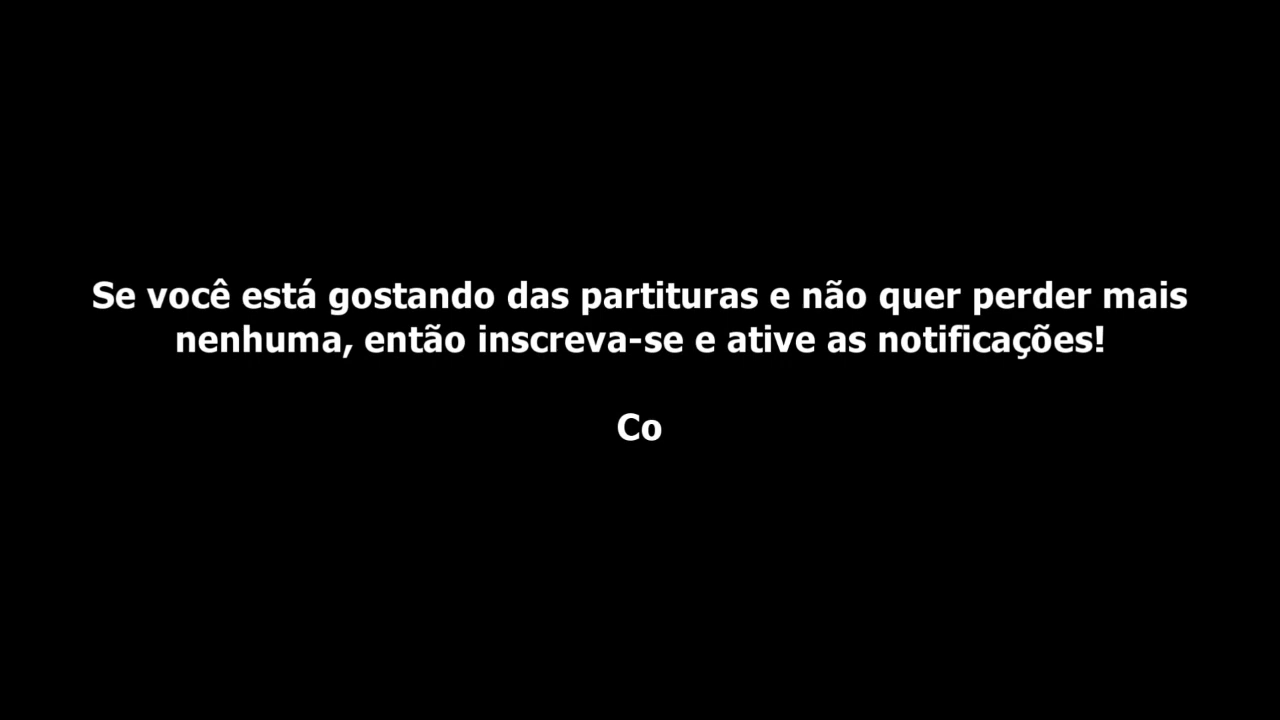 Se você está gostando das partituras e não quer perder mais
nenhuma, então inscreva-se e ative as notificações!
Co